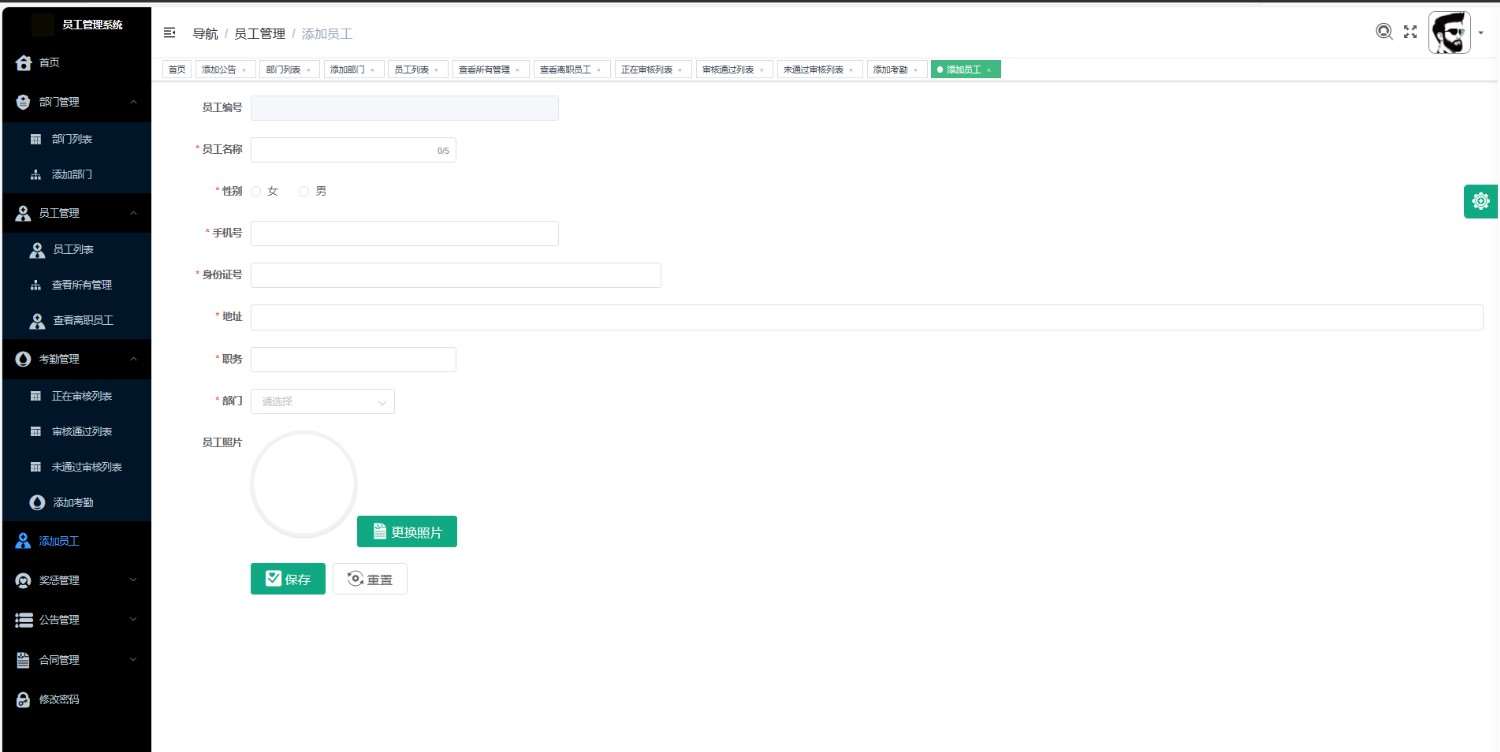 员工管理系统
首页
部门管理
部门列表
添加部门
员工管理
员工列表
查看所有管理
查看离职员工
考勤管理
正在审核列表
审核通过列表
未通过审核列表
添加考勤
添加员工
奖惩管理
公告管理
合同管理
修改密码
导航 / 员工管理 / 添加员工
首页 添加公告 × 部门列表 × 添加部门 × 员工列表 × 查看所有管理 × 查看离职员工 × 正在审核列表 × 审核通过列表 × 未通过审核列表 × 添加考勤 × 添加员工 ×
员工编号
* 员工名称 0/5
* 性别 女 男
* 手机号
* 身份证号
* 地址
* 职务
* 部门 请选择
员工照片
更换照片
保存 重置